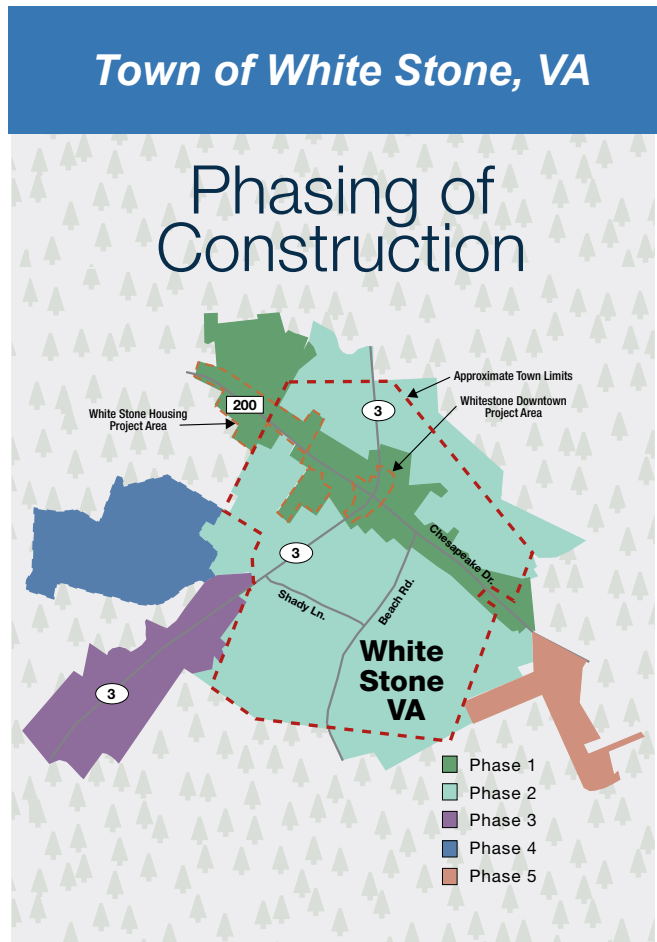 Town of White Stone, VA
Phasing of
Construction
Approximate Town Limits
Whitestone Downtown
Project Area
200
3
White Stone Housing
Project Area
Chesapeake Dr.
3
Shady Ln.
Beach Rd.
White
Stone
VA
3
Phase 1
Phase 2
Phase 3
Phase 4
Phase 5